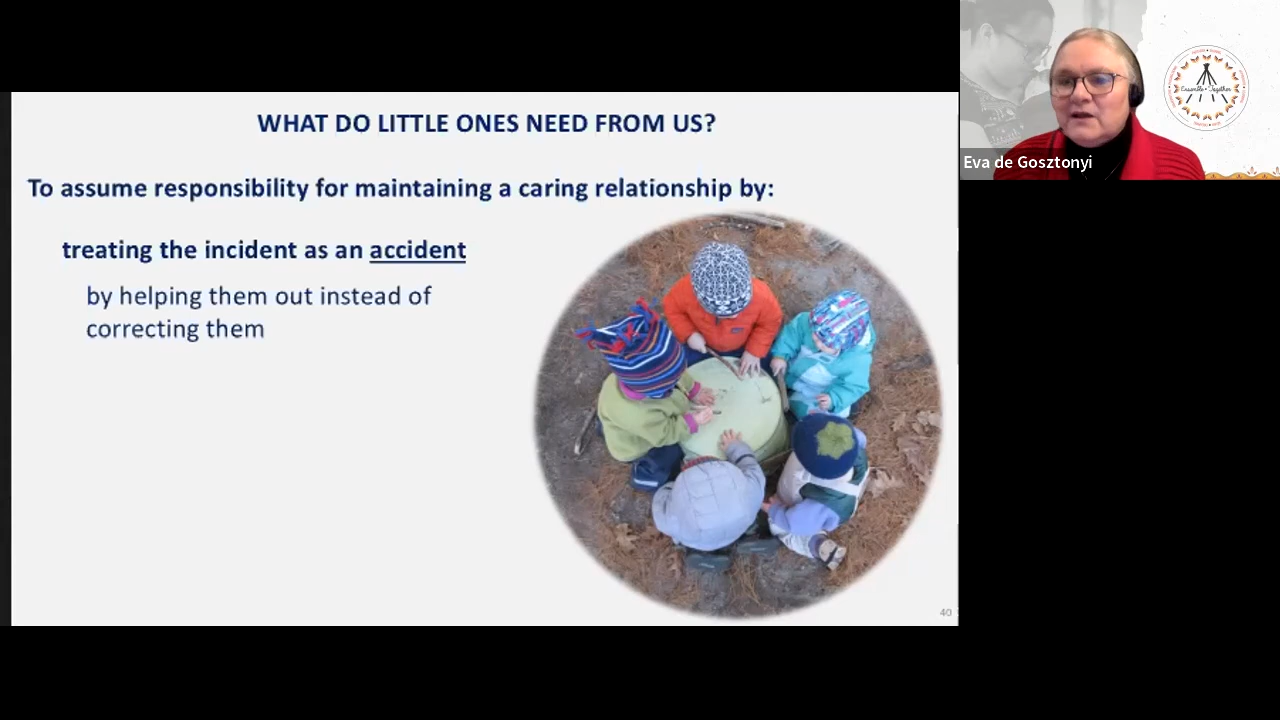 WHAT DO LITTLE ONES NEED FROM US?
To assume responsibility for maintaining a caring relationship by:
treating the incident as an accident
by helping them out instead of
correcting them
40
Eva de Gosztonyi
Ensemble • Together